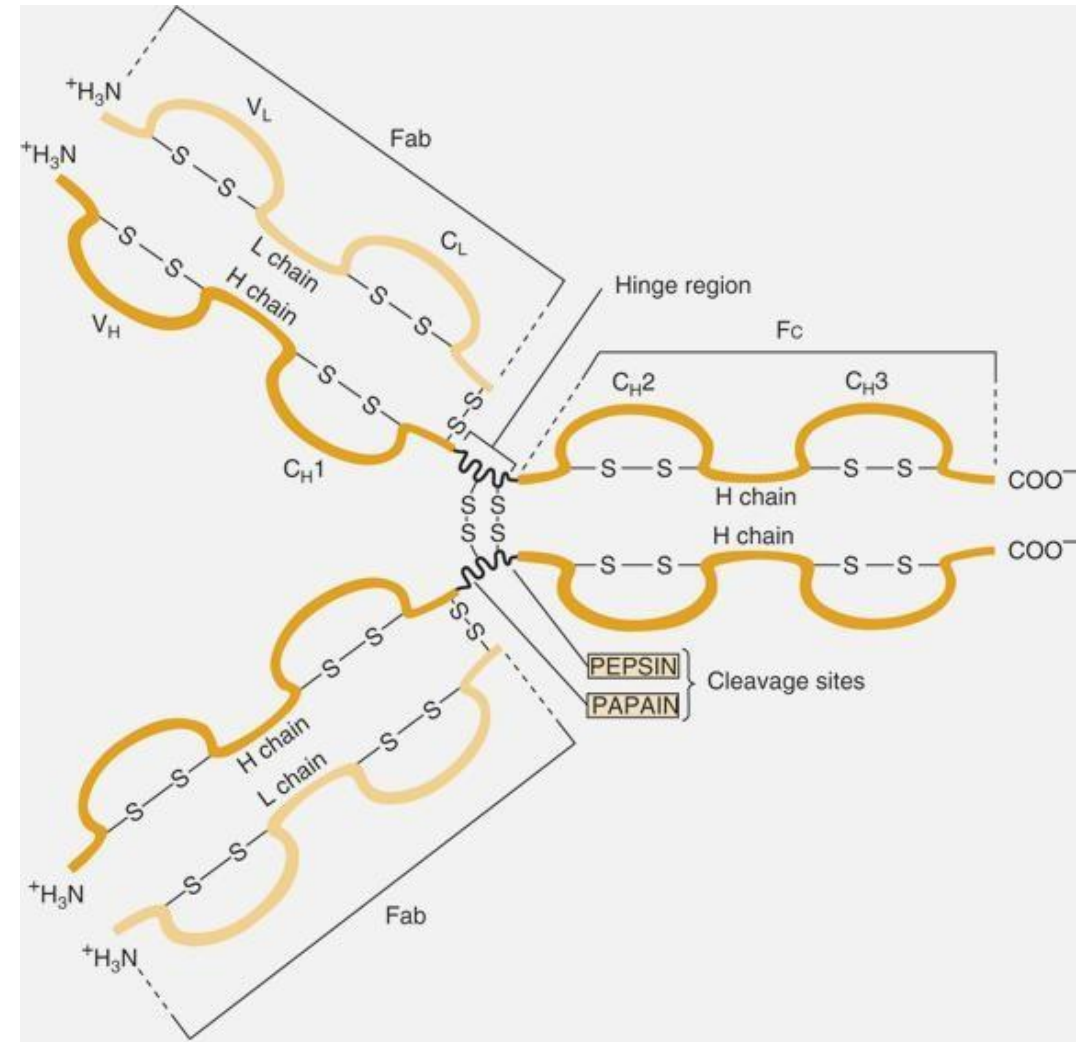 +H3N
VL
Fab
+H3N
S
S
CL
L chain
H chain
S
S
Hinge region
S
S
VH
Fc
S
S
CH2
CH3
S
S
CH1
S
S
S
S
COO−
H chain
S
S
S
S
H chain
COO−
S
S
S
S
S
S
S
S
PEPSIN
PAPAIN
Cleavage sites
S
S
H chain
L chain
S
S
S
S
+H3N
S
S
Fab
+H3N